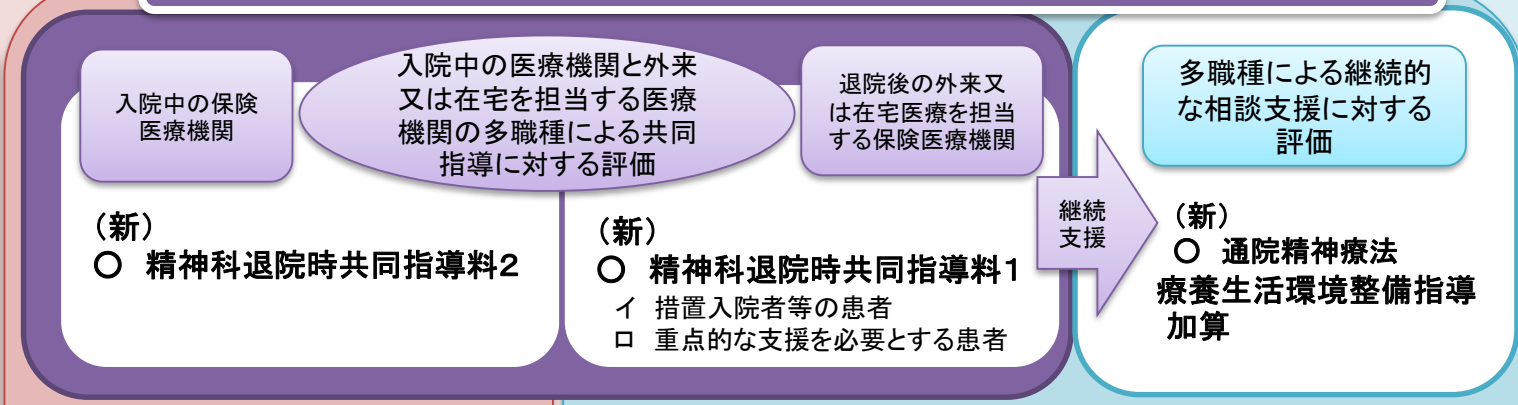 入院中の保険
医療機関
入院中の医療機関と外来
又は在宅を担当する医療
機関の多職種による共同
指導に対する評価
退院後の外来又
は在宅医療を担当
する保険医療機関
(新)
○ 精神科退院時共同指導料2
(新)
○ 精神科退院時共同指導料1
イ 措置入院者等の患者
ロ 重点的な支援を必要とする患者
継続
支援
多職種による継続的
な相談支援に対する
評価
(新)
○ 通院精神療法
療養生活環境整備指導
加算